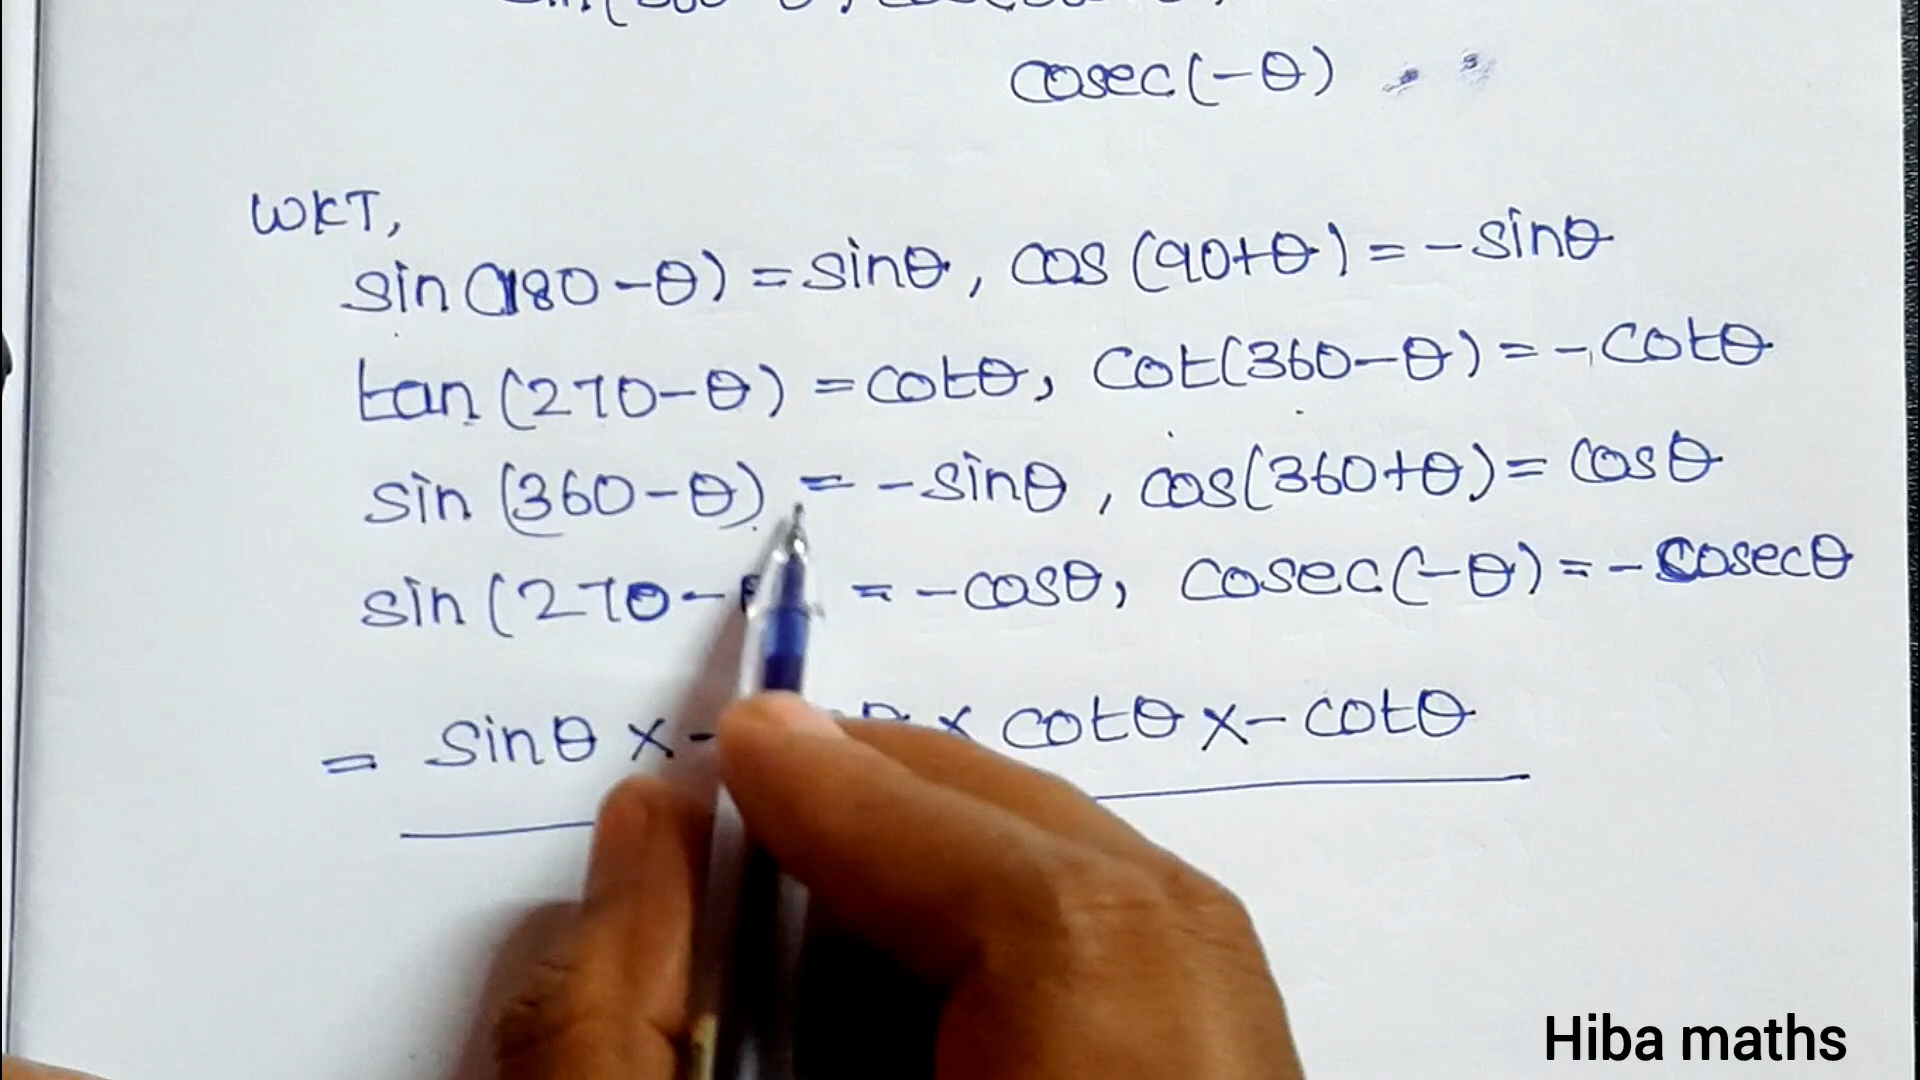 cosec(-θ)
WKT,
sin(180-θ) = sinθ, cos(90+θ) = -sinθ
tan(270-θ) = cotθ, cot(360-θ) = -cotθ
sin(360-θ) = -sinθ, cos(360+θ) = cosθ
sin(270- = -cosθ, cosec(-θ) = -cosecθ
= sinθ x - x cotθ x - cotθ
Hiba maths